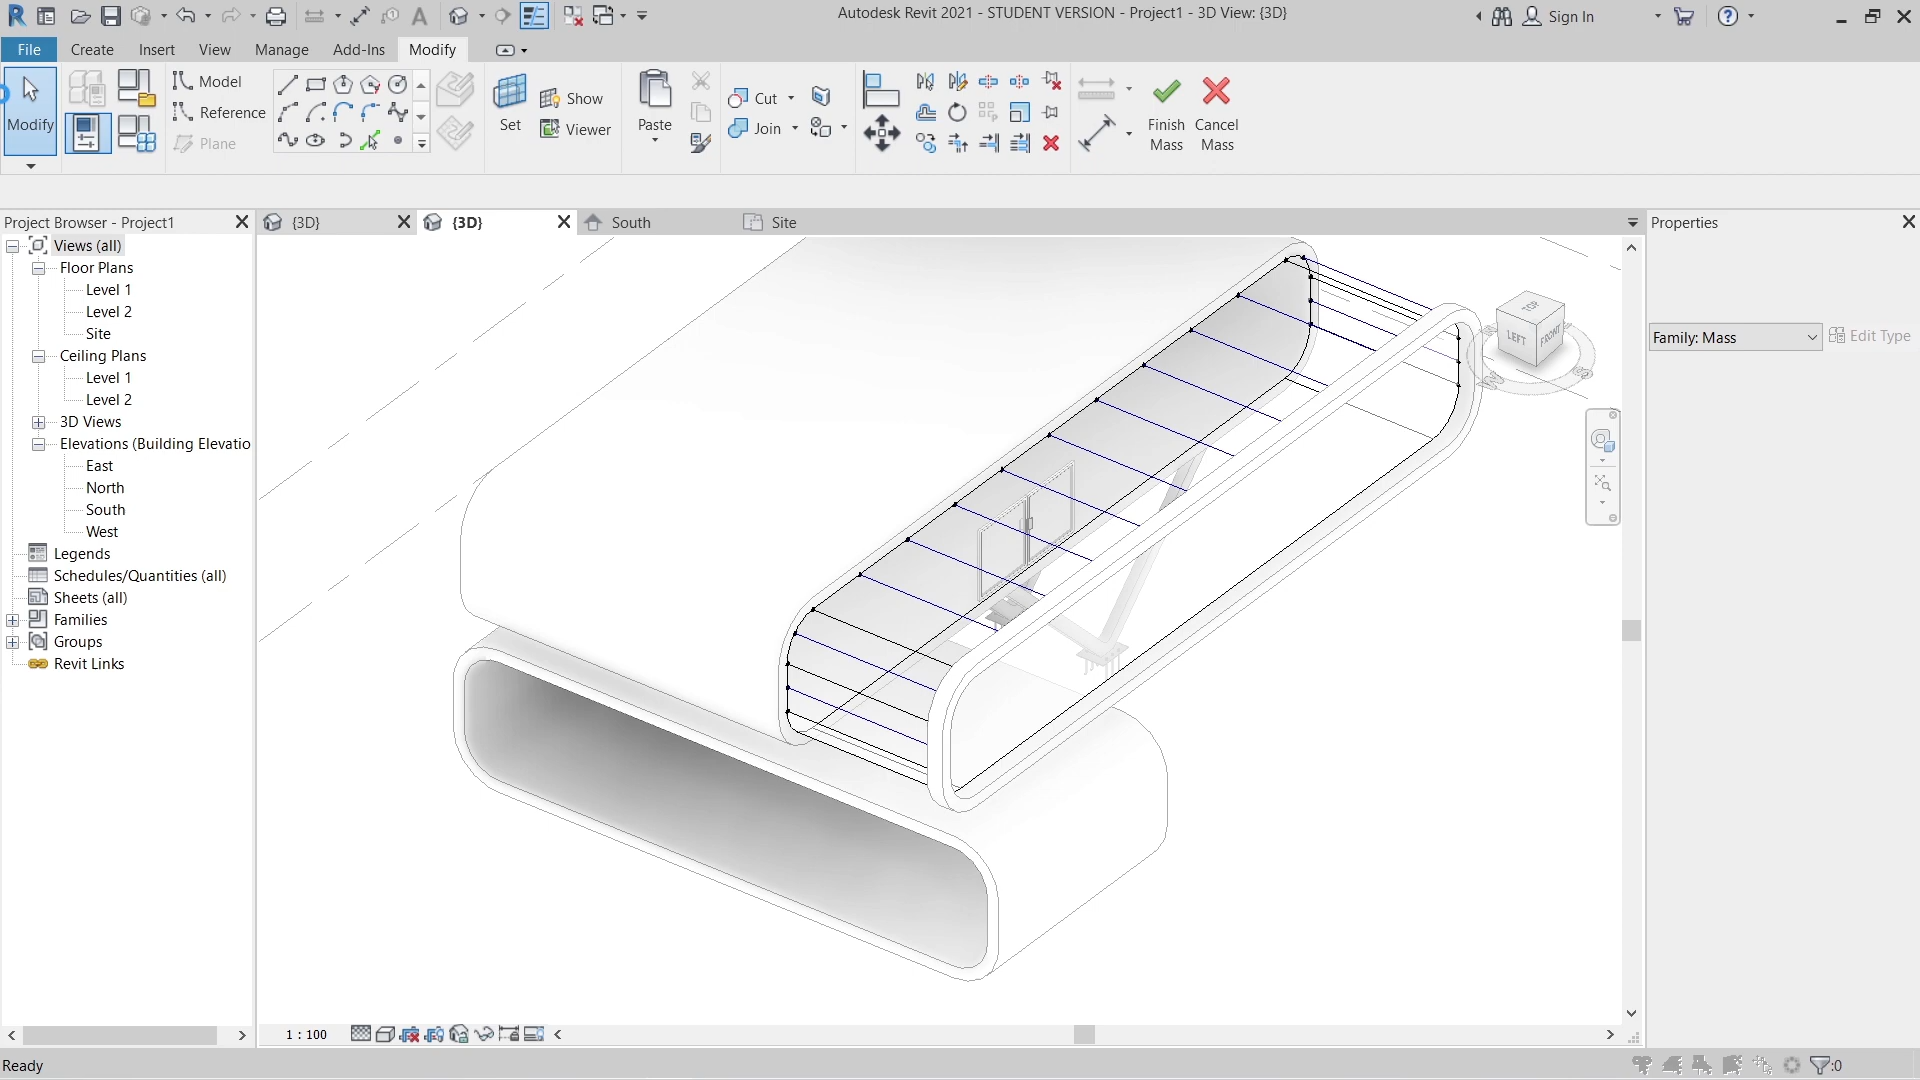 Autodesk Revit 2021 - STUDENT VERSION - Project1 - 3D View: {3D}
Sign In
File
Create
Insert
View
Manage
Add-Ins
Modify
Modify
Model
Reference
Plane
Set
Show
Viewer
Paste
Cut
Join
Finish
Mass
Cancel
Mass
Project Browser - Project1
{3D}
{3D}
South
Site
Properties
Views (all)
Floor Plans
Level 1
Level 2
Site
Ceiling Plans
Level 1
Level 2
3D Views
Elevations (Building Elevatio
East
North
South
West
Legends
Schedules/Quantities (all)
Sheets (all)
Families
Groups
Revit Links
TOP
LEFT
FRONT
W
S
Family: Mass
Edit Type
1 : 100
Ready
:0